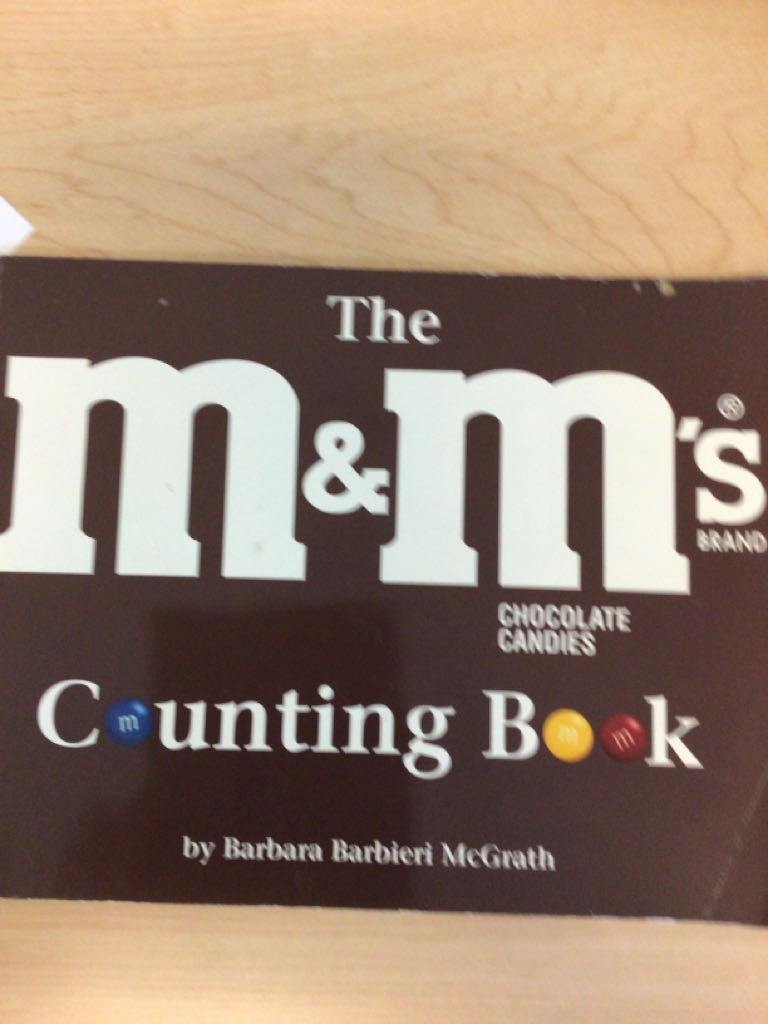 The
m&m's®
BRAND
CHOCOLATE
CANDIES
Counting Book
by Barbara Barbieri McGrath